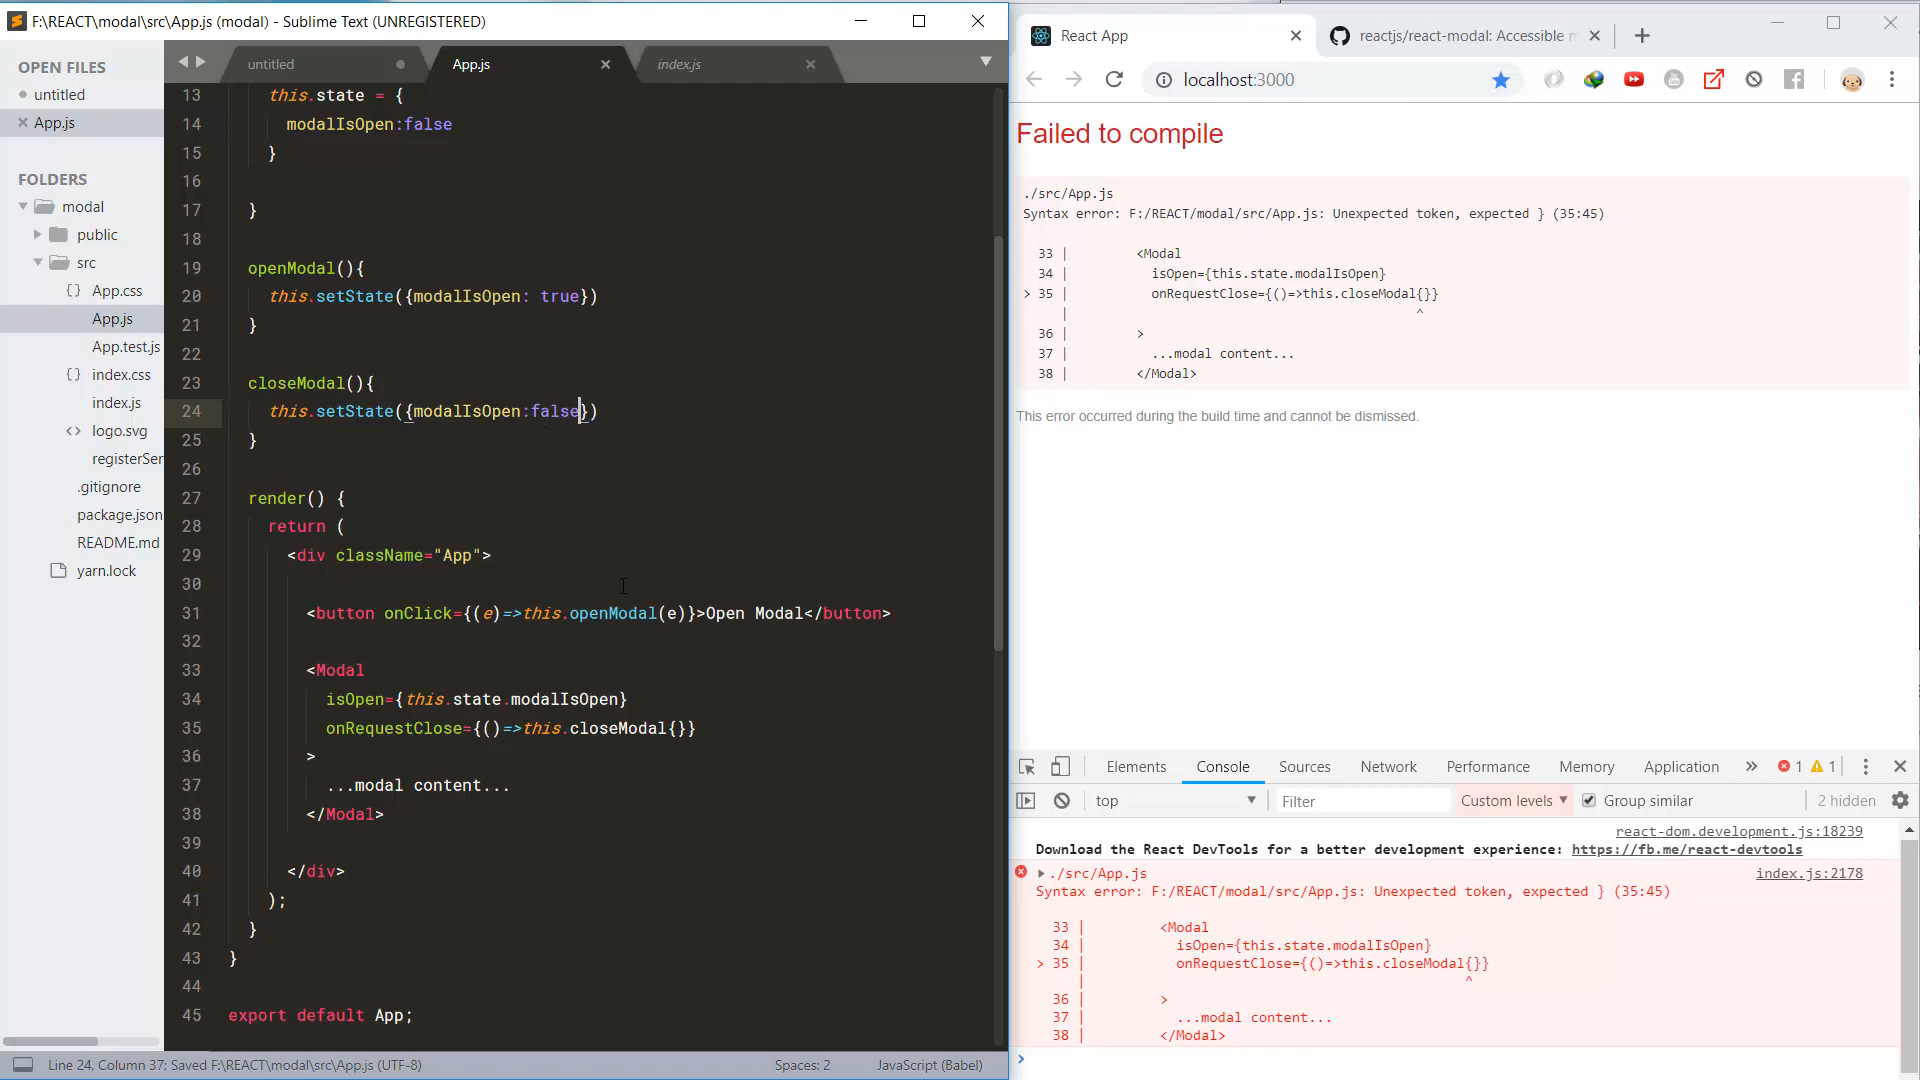 F:\REACT\modal\src\App.js (modal) - Sublime Text (UNREGISTERED)
OPEN FILES
untitled
App.js
FOLDERS
modal
public
src
App.css
App.js
App.test.js
index.css
index.js
logo.svg
registerSer
.gitignore
package.json
README.md
yarn.lock
untitled
App.js
index.js
13 this.state = {
14 modalIsOpen:false
15 }
16
17 }
18
19 openModal(){
20 this.setState({modalIsOpen: true})
21 }
22
23 closeModal(){
24 this.setState({modalIsOpen:false})
25 }
26
27 render() {
28 return (
29 <div className="App">
30
31 <button onClick={(e)=>this.openModal(e)}>Open Modal</button>
32
33 <Modal
34 isOpen={this.state.modalIsOpen}
35 onRequestClose={()=>this.closeModal{}}
36 >
37 ...modal content...
38 </Modal>
39
40 </div>
41 );
42 }
43 }
44
45 export default App;
Line 24, Column 37; Saved F:\REACT\modal\src\App.js (UTF-8)
Spaces: 2
JavaScript (Babel)
React App
reactjs/react-modal: Accessible m
localhost:3000
Failed to compile
./src/App.js
Syntax error: F:/REACT/modal/src/App.js: Unexpected token, expected } (35:45)
33 | <Modal
34 | isOpen={this.state.modalIsOpen}
> 35 | onRequestClose={()=>this.closeModal{}}
| ^
36 | >
37 | ...modal content...
38 | </Modal>
This error occurred during the build time and cannot be dismissed.
Elements Console Sources Network Performance Memory Application » 1 1
top Filter Custom levels Group similar 2 hidden
react-dom.development.js:18239
Download the React DevTools for a better development experience: https://fb.me/react-devtools
./src/App.js index.js:2178
Syntax error: F:/REACT/modal/src/App.js: Unexpected token, expected } (35:45)
33 | <Modal
34 | isOpen={this.state.modalIsOpen}
> 35 | onRequestClose={()=>this.closeModal{}}
| ^
36 | >
37 | ...modal content...
38 | </Modal>
>